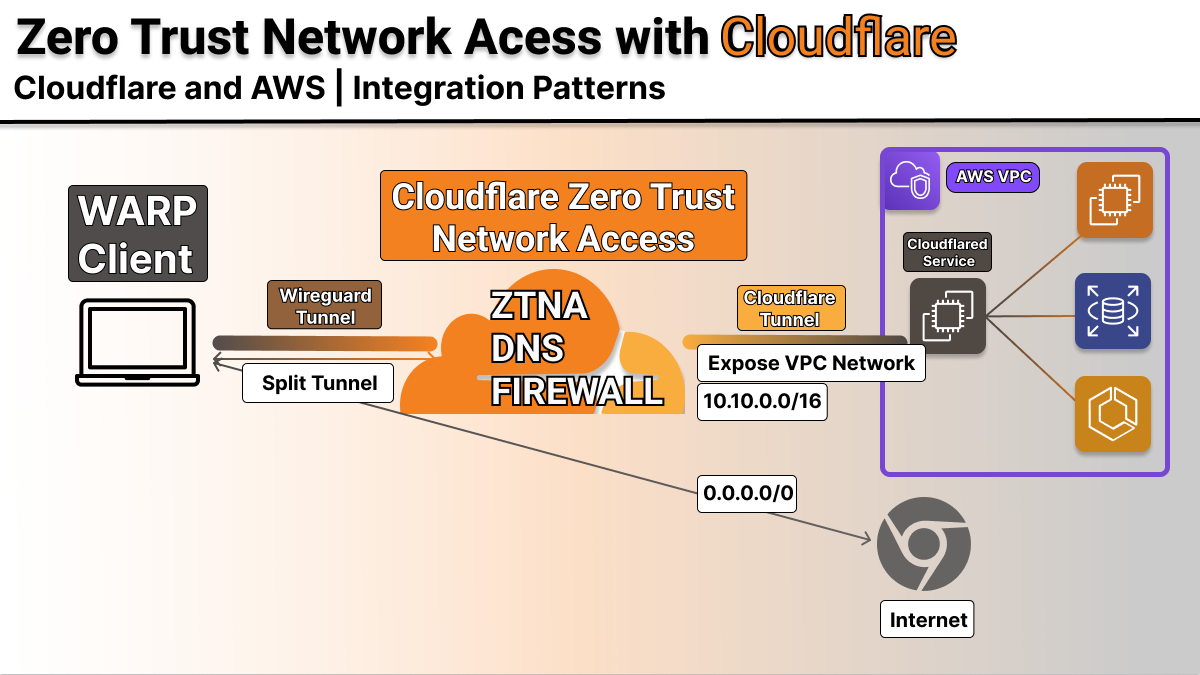 Zero Trust Network Acess with Cloudflare
Cloudflare and AWS | Integration Patterns
WARP
Client
Cloudflare Zero Trust
Network Access
AWS VPC
Cloudflared
Service
Wireguard
Tunnel
Cloudflare
Tunnel
ZTNA
DNS
FIREWALL
Split Tunnel
Expose VPC Network
10.10.0.0/16
0.0.0.0/0
Internet